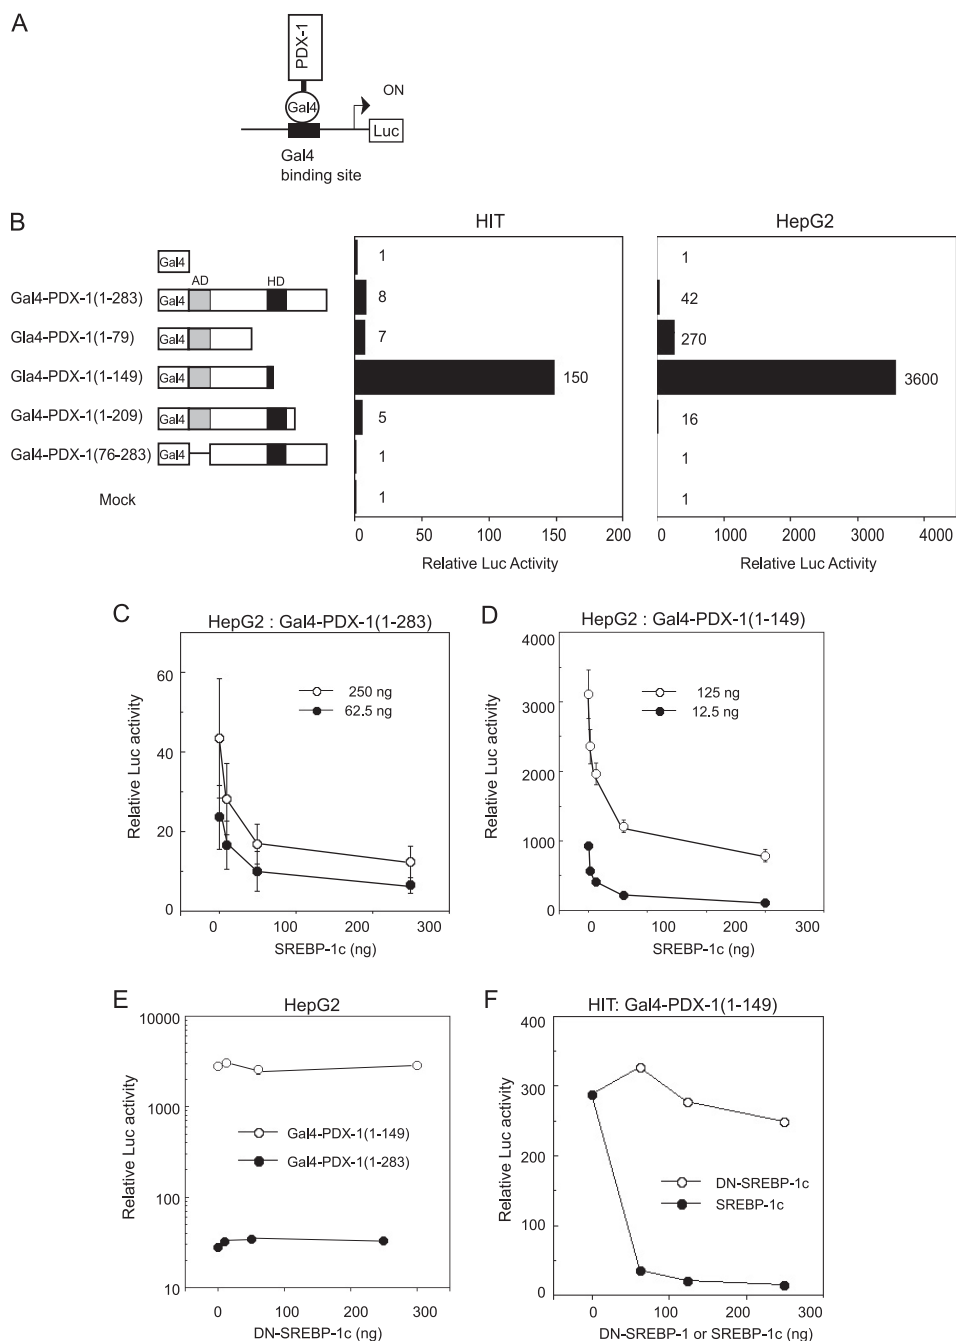 A
PDX-1
Gal4
ON
Luc
Gal4
binding site
B
HIT
HepG2
Gal4
AD
HD
Gal4-PDX-1(1-283)
Gal4
Gla4-PDX-1(1-79)
Gal4
Gla4-PDX-1(1-149)
Gal4
Gal4-PDX-1(1-209)
Gal4
Gal4-PDX-1(76-283)
Gal4
Mock
1
8
7
150
5
1
1
0
50
100
150
200
Relative Luc Activity
1
42
270
3600
16
1
1
0
1000
2000
3000
4000
Relative Luc Activity
C
HepG2 : Gal4-PDX-1(1-283)
60
40
20
0
Relative Luc activity
250 ng
62.5 ng
0
100
200
300
SREBP-1c (ng)
D
HepG2 : Gal4-PDX-1(1-149)
4000
3000
2000
1000
0
Relative Luc activity
125 ng
12.5 ng
0
100
200
300
SREBP-1c (ng)
E
HepG2
10000
1000
100
10
Relative Luc activity
Gal4-PDX-1(1-149)
Gal4-PDX-1(1-283)
0
100
200
300
DN-SREBP-1c (ng)
F
HIT: Gal4-PDX-1(1-149)
400
350
300
250
200
150
100
50
0
Relative Luc activity
DN-SREBP-1c
SREBP-1c
0
100
200
300
DN-SREBP-1 or SREBP-1c (ng)